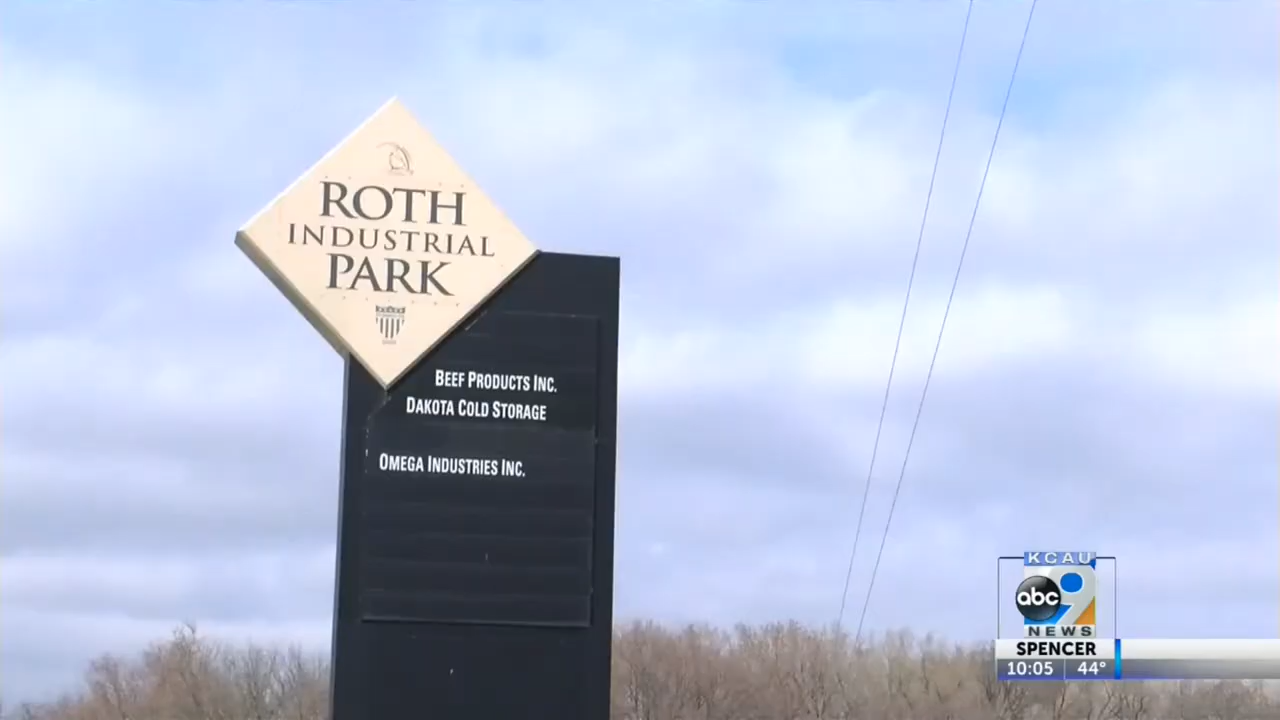 ROTH
INDUSTRIAL
PARK
BEEF PRODUCTS INC.
DAKOTA COLD STORAGE
OMEGA INDUSTRIES INC.
KCAU
abc 9
NEWS
SPENCER
10:05 44°